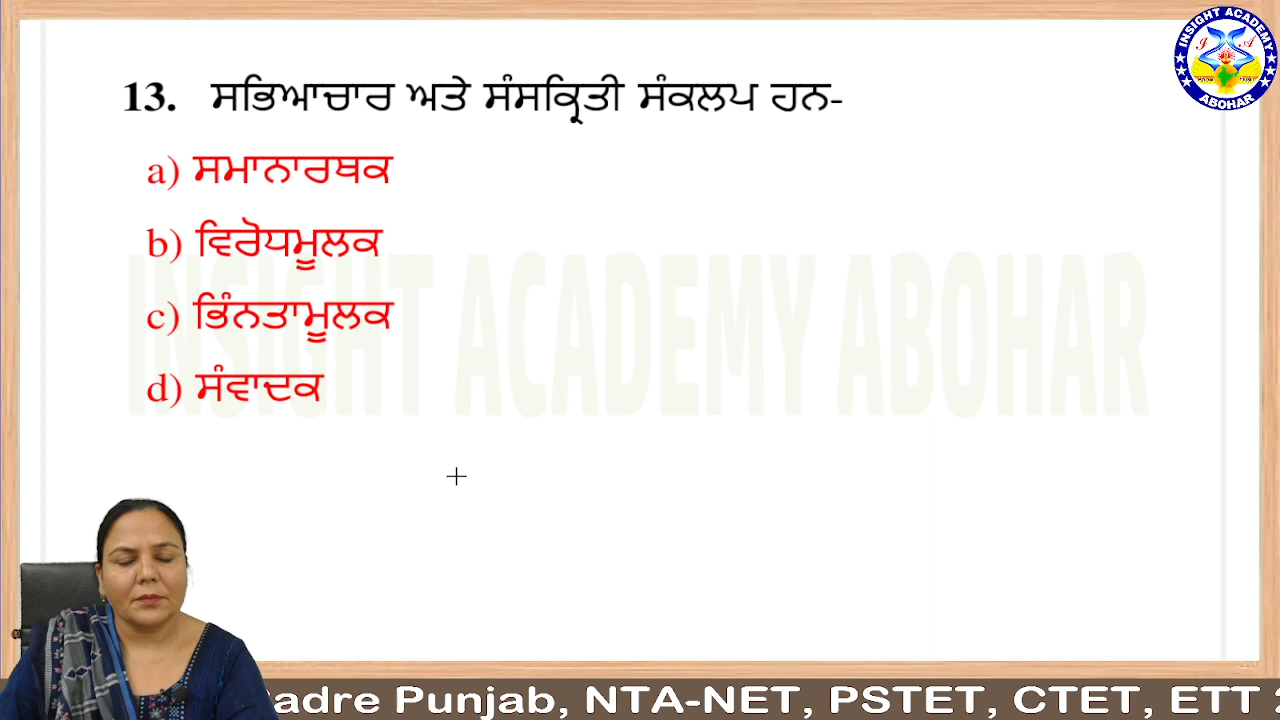 13. ਸਭਿਆਚਾਰ ਅਤੇ ਸੰਸਕ੍ਰਿਤੀ ਸੰਕਲਪ ਹਨ-
a) ਸਮਾਨਾਰਥਕ
b) ਵਿਰੋਧਮੂਲਕ
c) ਭਿੰਨਤਾਮੂਲਕ
d) ਸੰਵਾਦਕ
INSIGHT ACADEMY ABOHAR
INSIGHT ACADEMY
ABOHAR
Punjab, NTA-NET, PSTET, CTET, ETT